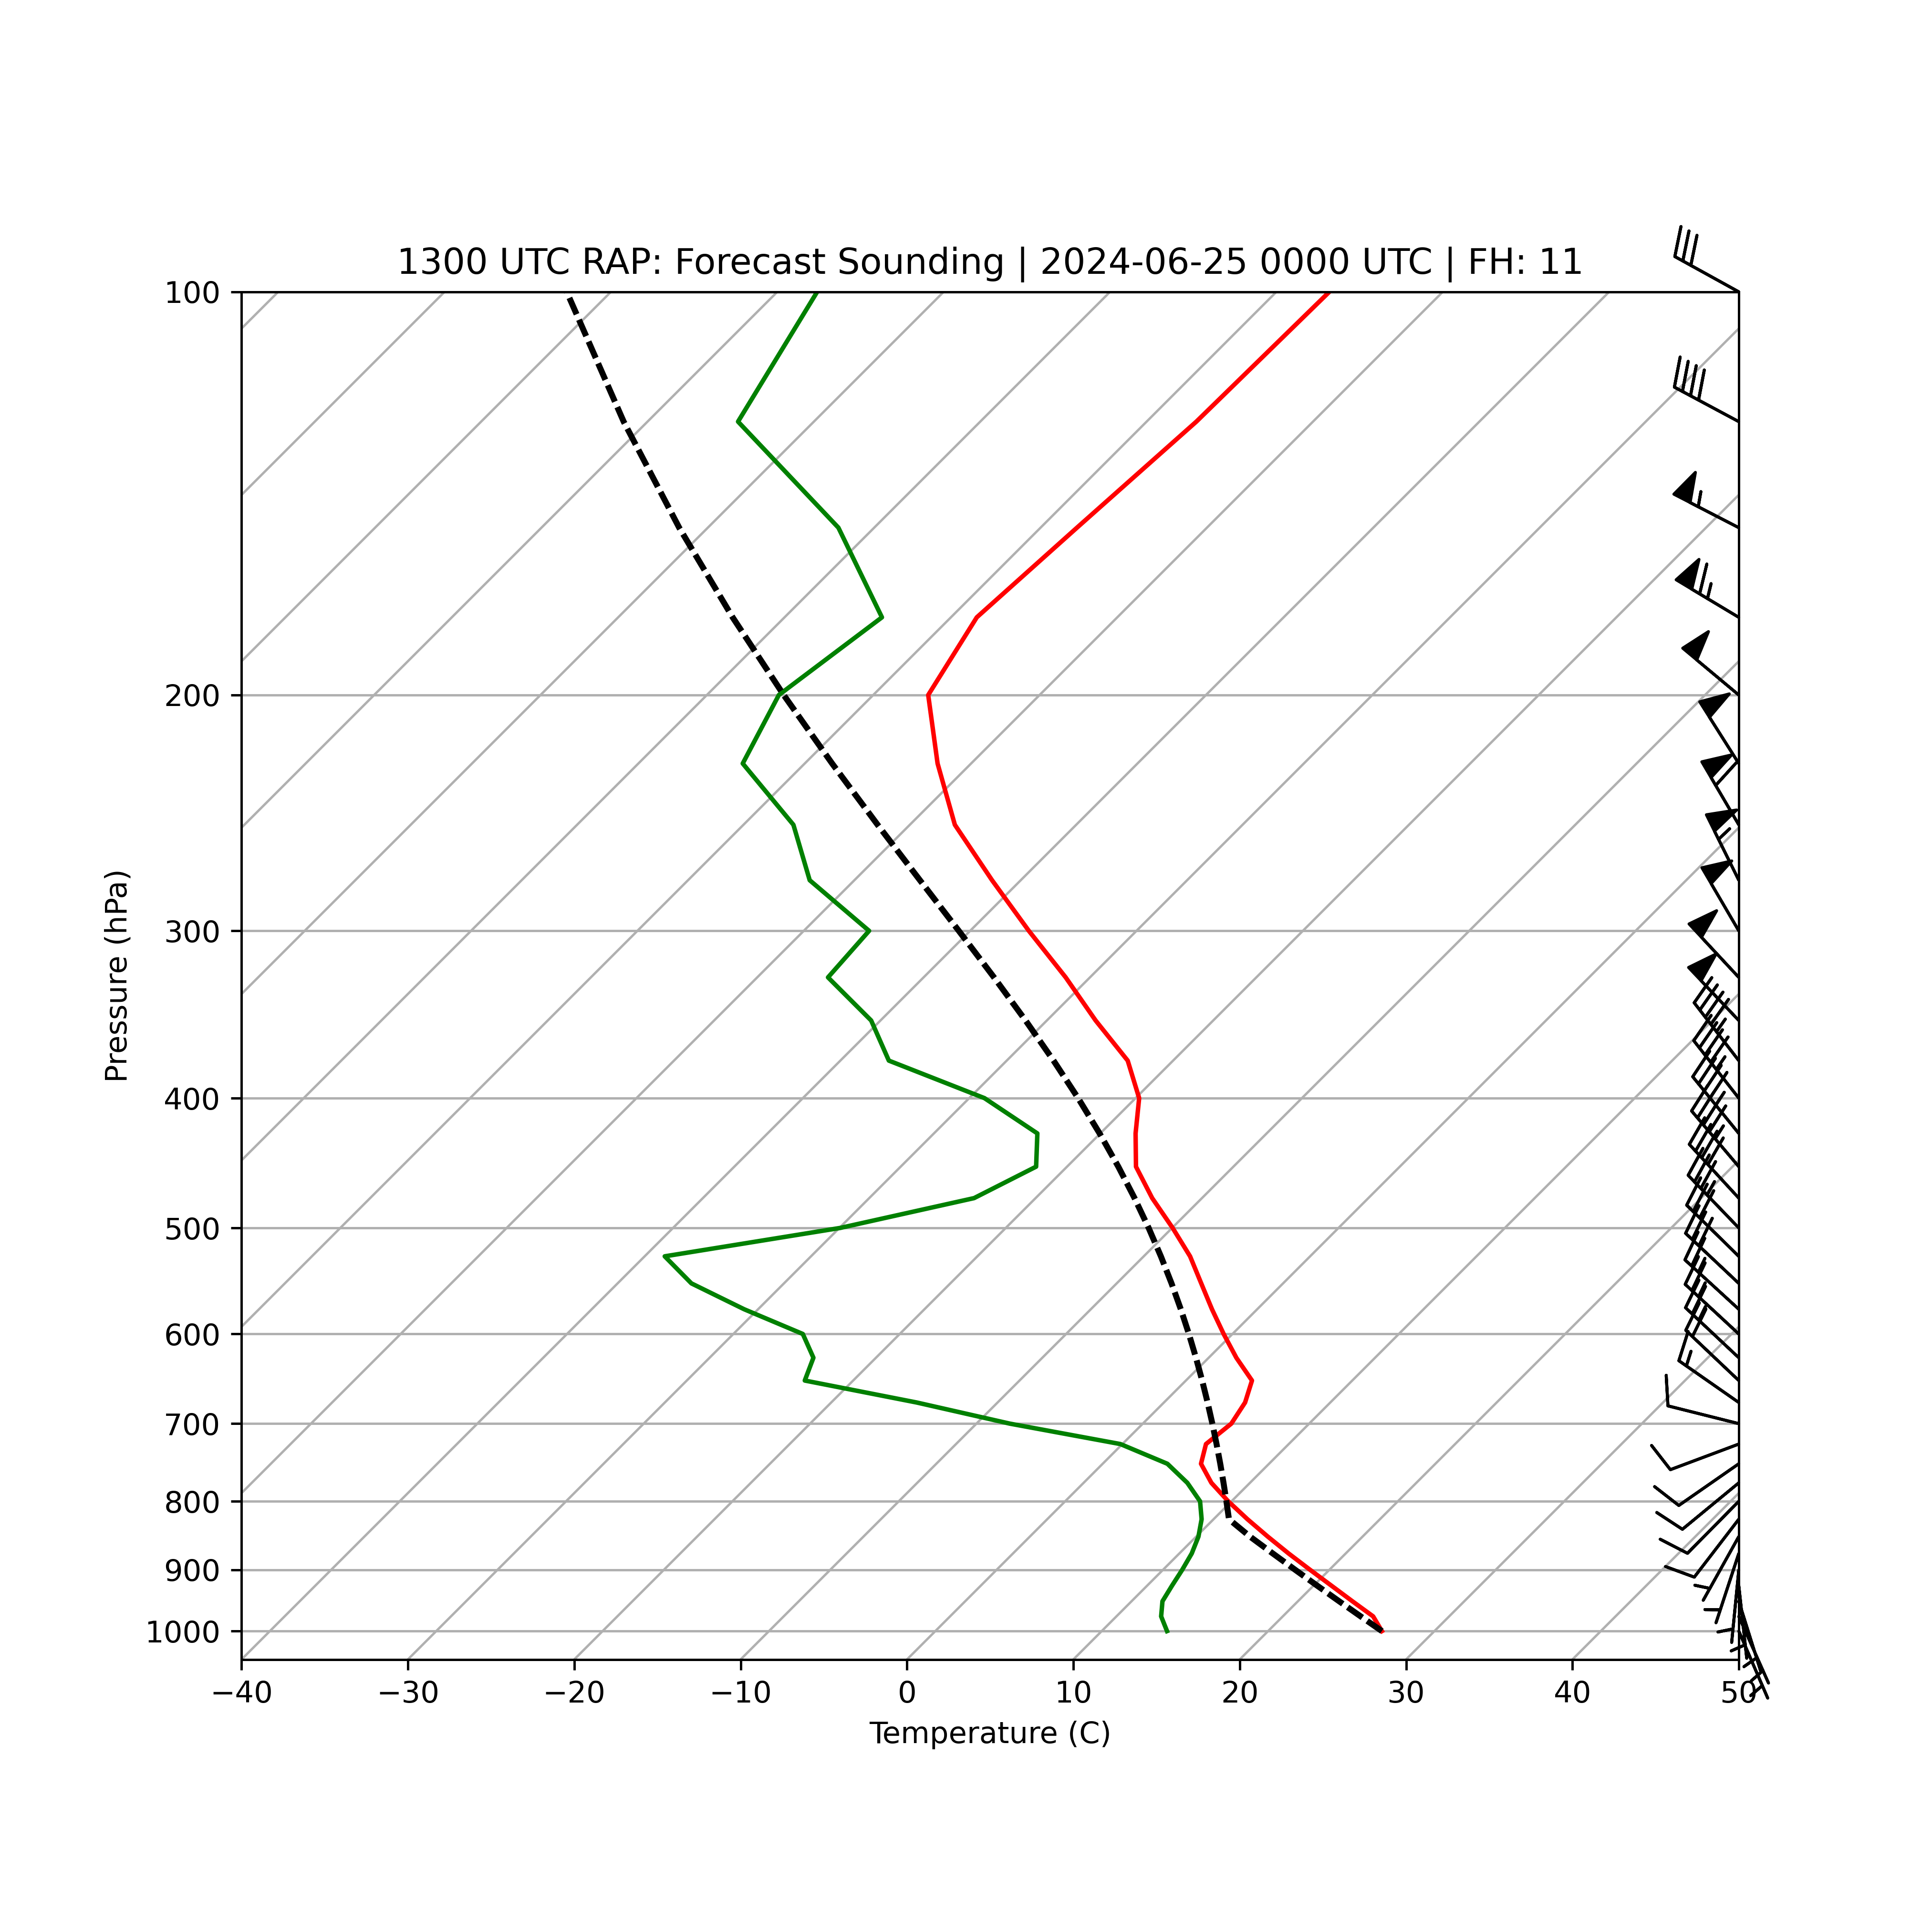 1300 UTC RAP: Forecast Sounding | 2024-06-25 0000 UTC | FH: 11
100
200
300
400
500
600
700
800
900
1000
Pressure (hPa)
−40 −30 −20 −10 0 10 20 30 40 50
Temperature (C)